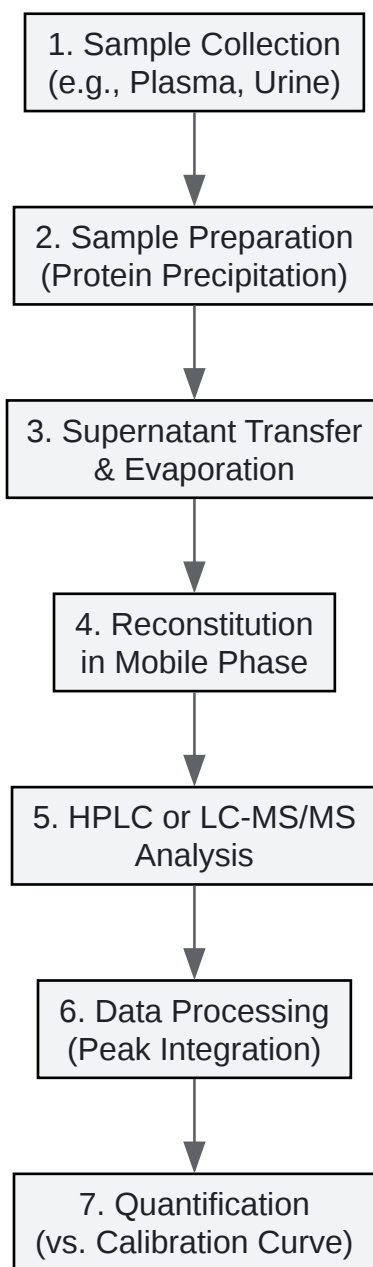 1. Sample Collection
(e.g., Plasma, Urine)
2. Sample Preparation
(Protein Precipitation)
3. Supernatant Transfer
& Evaporation
4. Reconstitution
in Mobile Phase
5. HPLC or LC-MS/MS
Analysis
6. Data Processing
(Peak Integration)
7. Quantification
(vs. Calibration Curve)